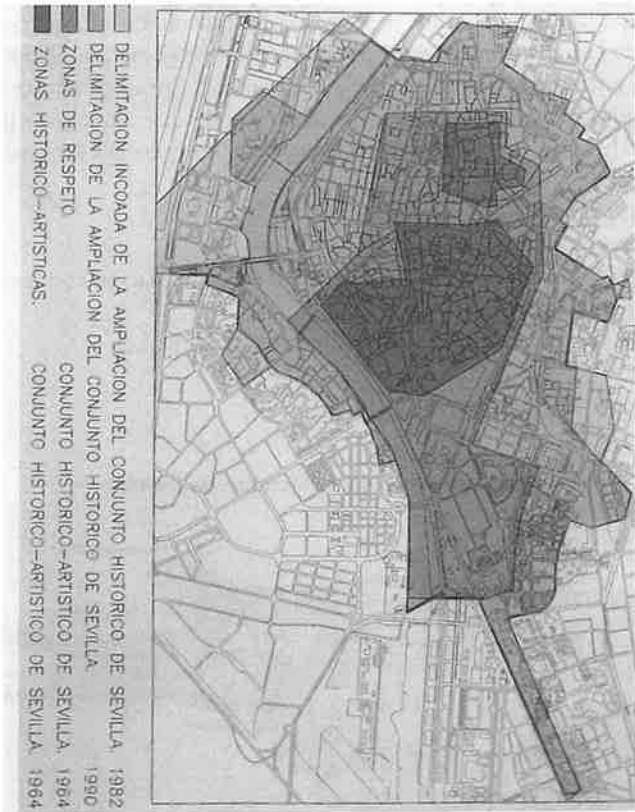 DELIMITACION INCOADA DE LA AMPLIACION DEL CONJUNTO HISTORICO DE SEVILLA 1982
DELIMITACION DE LA AMPLIACION DEL CONJUNTO HISTORICO DE SEVILLA. 1990
ZONAS DE RESPETO CONJUNTO HISTORICO-ARTISTICO DE SEVILLA 1964
ZONAS HISTORICO-ARTISTICAS. CONJUNTO HISTORICO-ARTISTICO DE SEVILLA 1964